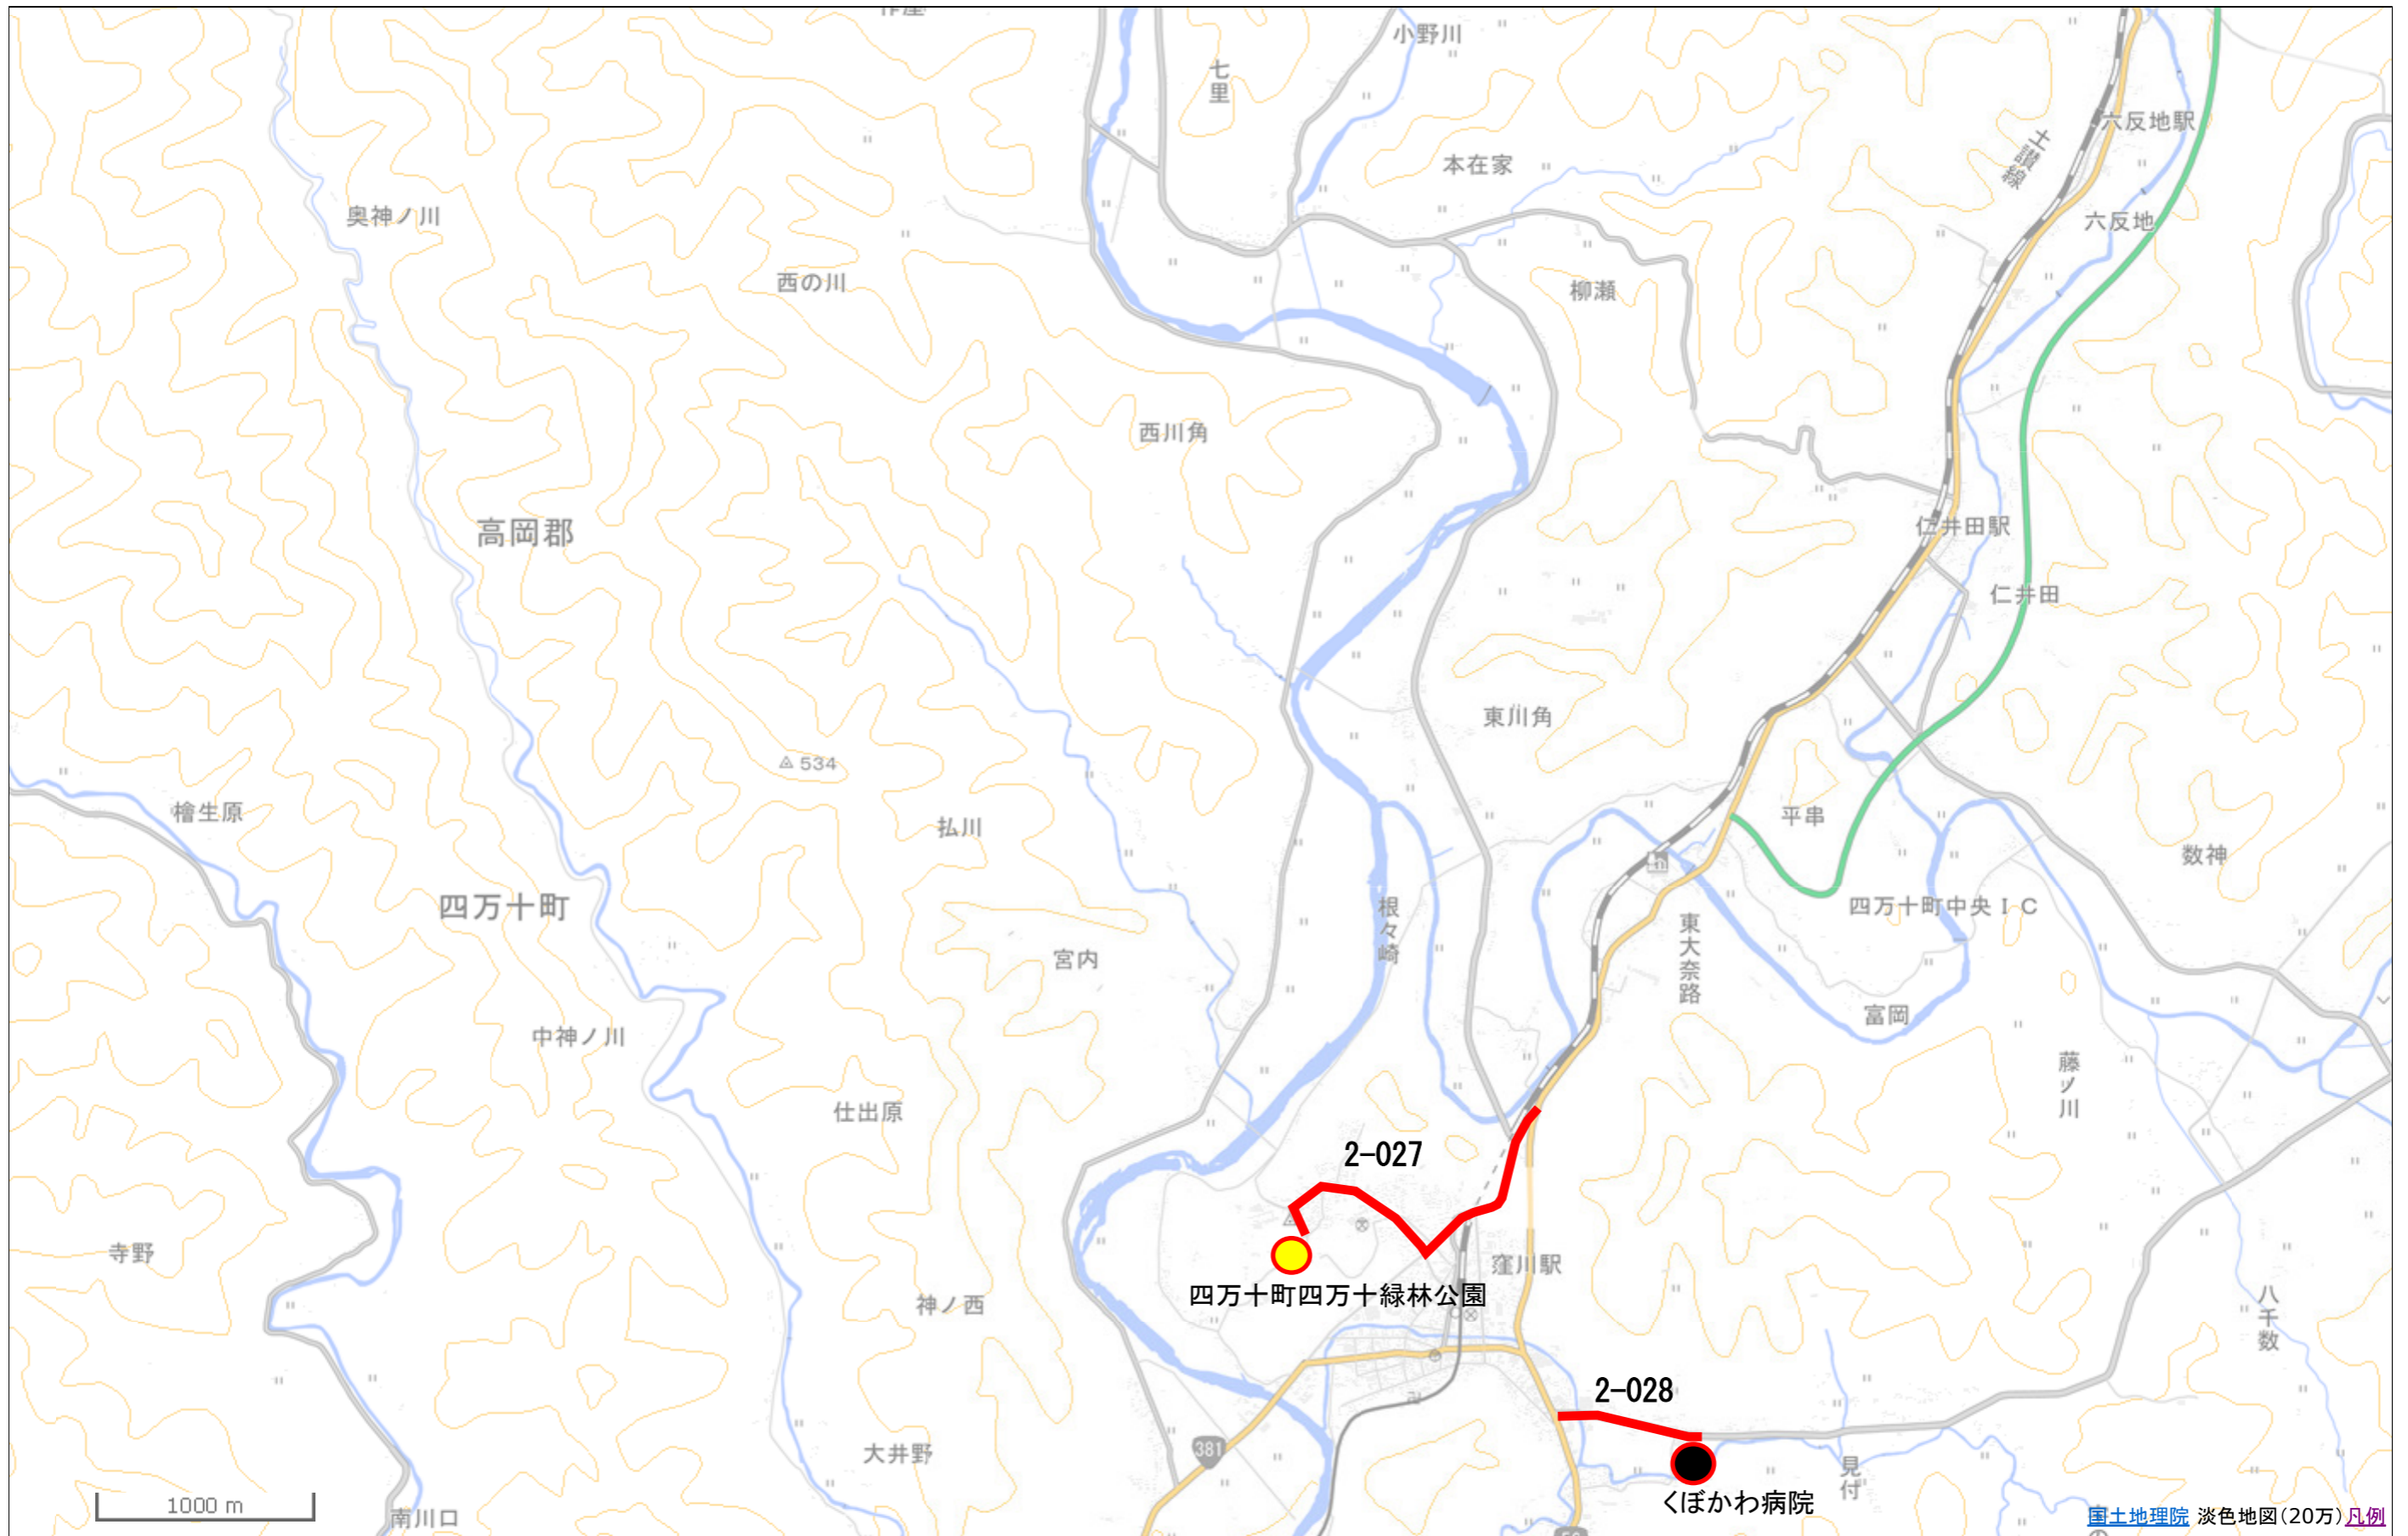 小野川
七里
六反地駅
土讃線
本在家
六反地
奥神ノ川
西の川
柳瀬
西川角
高岡郡
仁井田駅
仁井田
東川角
534
檜生原
平串
払川
数神
四万十町
四万十町中央IC
根々崎
東大奈路
宮内
富岡
中神ノ川
藤ノ川
仕出原
2-027
寺野
窪川駅
四万十町四万十緑林公園
神ノ西
八千数
2-028
大井野
381
見付
くぼかわ病院
1000 m
南川口
国土地理院 淡色地図(20万) 凡例